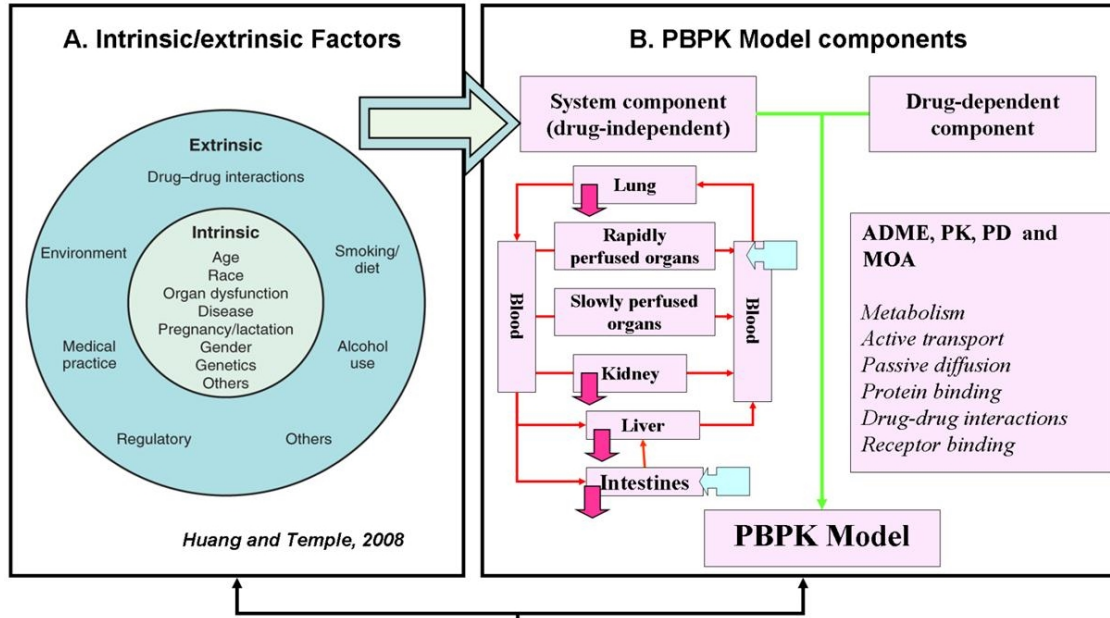 A. Intrinsic/extrinsic Factors
Extrinsic
Drug–drug interactions
Environment
Smoking/
diet
Intrinsic
Age
Race
Organ dysfunction
Disease
Pregnancy/lactation
Gender
Genetics
Others
Medical
practice
Alcohol
use
Regulatory
Others
Huang and Temple, 2008
B. PBPK Model components
System component
(drug-independent)
Drug-dependent
component
Lung
Rapidly
perfused organs
Blood
Slowly perfused
organs
Blood
Kidney
Liver
Intestines
ADME, PK, PD and
MOA
Metabolism
Active transport
Passive diffusion
Protein binding
Drug-drug interactions
Receptor binding
PBPK Model